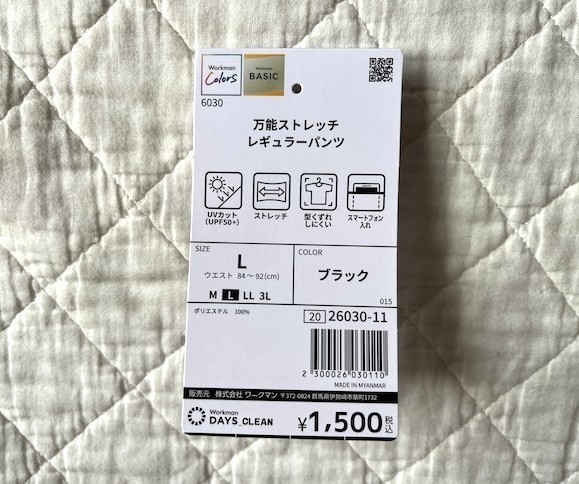 Workman Colors
Workman BASIC
6030
万能ストレッチ
レギュラーパンツ
UVカット
(UPF50+)
ストレッチ
型くずれ
しにくい
スマートフォン
入れ
SIZE
L
ウエスト 84～92(cm)
M L LL 3L
COLOR
ブラック
015
ポリエステル 100%
20 26030-11
2 300026 030110
MADE IN MYANMAR
販売元 株式会社 ワークマン 〒372-0824 群馬県伊勢崎市柴町1732
Workman
DAYS_CLEAN
¥1,500税込